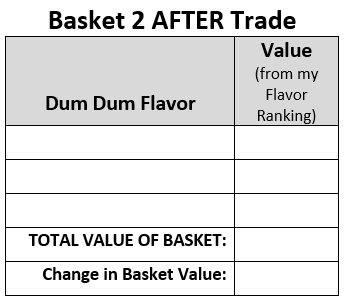 Basket 2 AFTER Trade
Dum Dum Flavor
Value
(from my
Flavor
Ranking)
TOTAL VALUE OF BASKET:
Change in Basket Value: